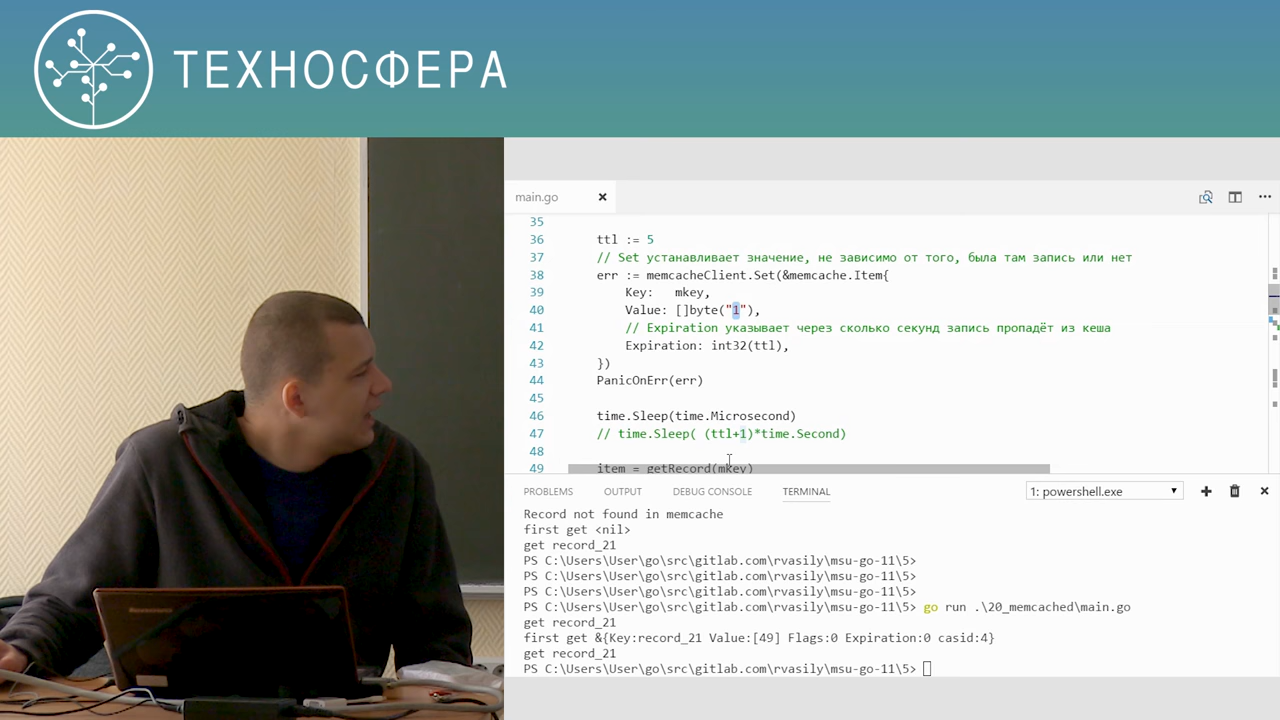 ТЕХНОСФЕРА
main.go
35
36 ttl := 5
37 // Set устанавливает значение, не зависимо от того, была там запись или нет
38 err := memcacheClient.Set(&memcache.Item{
39 Key: mkey,
40 Value: []byte("1"),
41 // Expiration указывает через сколько секунд запись пропадёт из кеша
42 Expiration: int32(ttl),
43 })
44 PanicOnErr(err)
45
46 time.Sleep(time.Microsecond)
47 // time.Sleep( (ttl+1)*time.Second)
48
49 item = getRecord(mkey)
PROBLEMS OUTPUT DEBUG CONSOLE TERMINAL 1: powershell.exe
Record not found in memcache
first get <nil>
get record_21
PS C:\Users\User\go\src\gitlab.com\rvasily\msu-go-11\5>
PS C:\Users\User\go\src\gitlab.com\rvasily\msu-go-11\5>
PS C:\Users\User\go\src\gitlab.com\rvasily\msu-go-11\5>
PS C:\Users\User\go\src\gitlab.com\rvasily\msu-go-11\5> go run .\20_memcached\main.go
get record_21
first get &{Key:record_21 Value:[49] Flags:0 Expiration:0 casid:4}
get record_21
PS C:\Users\User\go\src\gitlab.com\rvasily\msu-go-11\5>